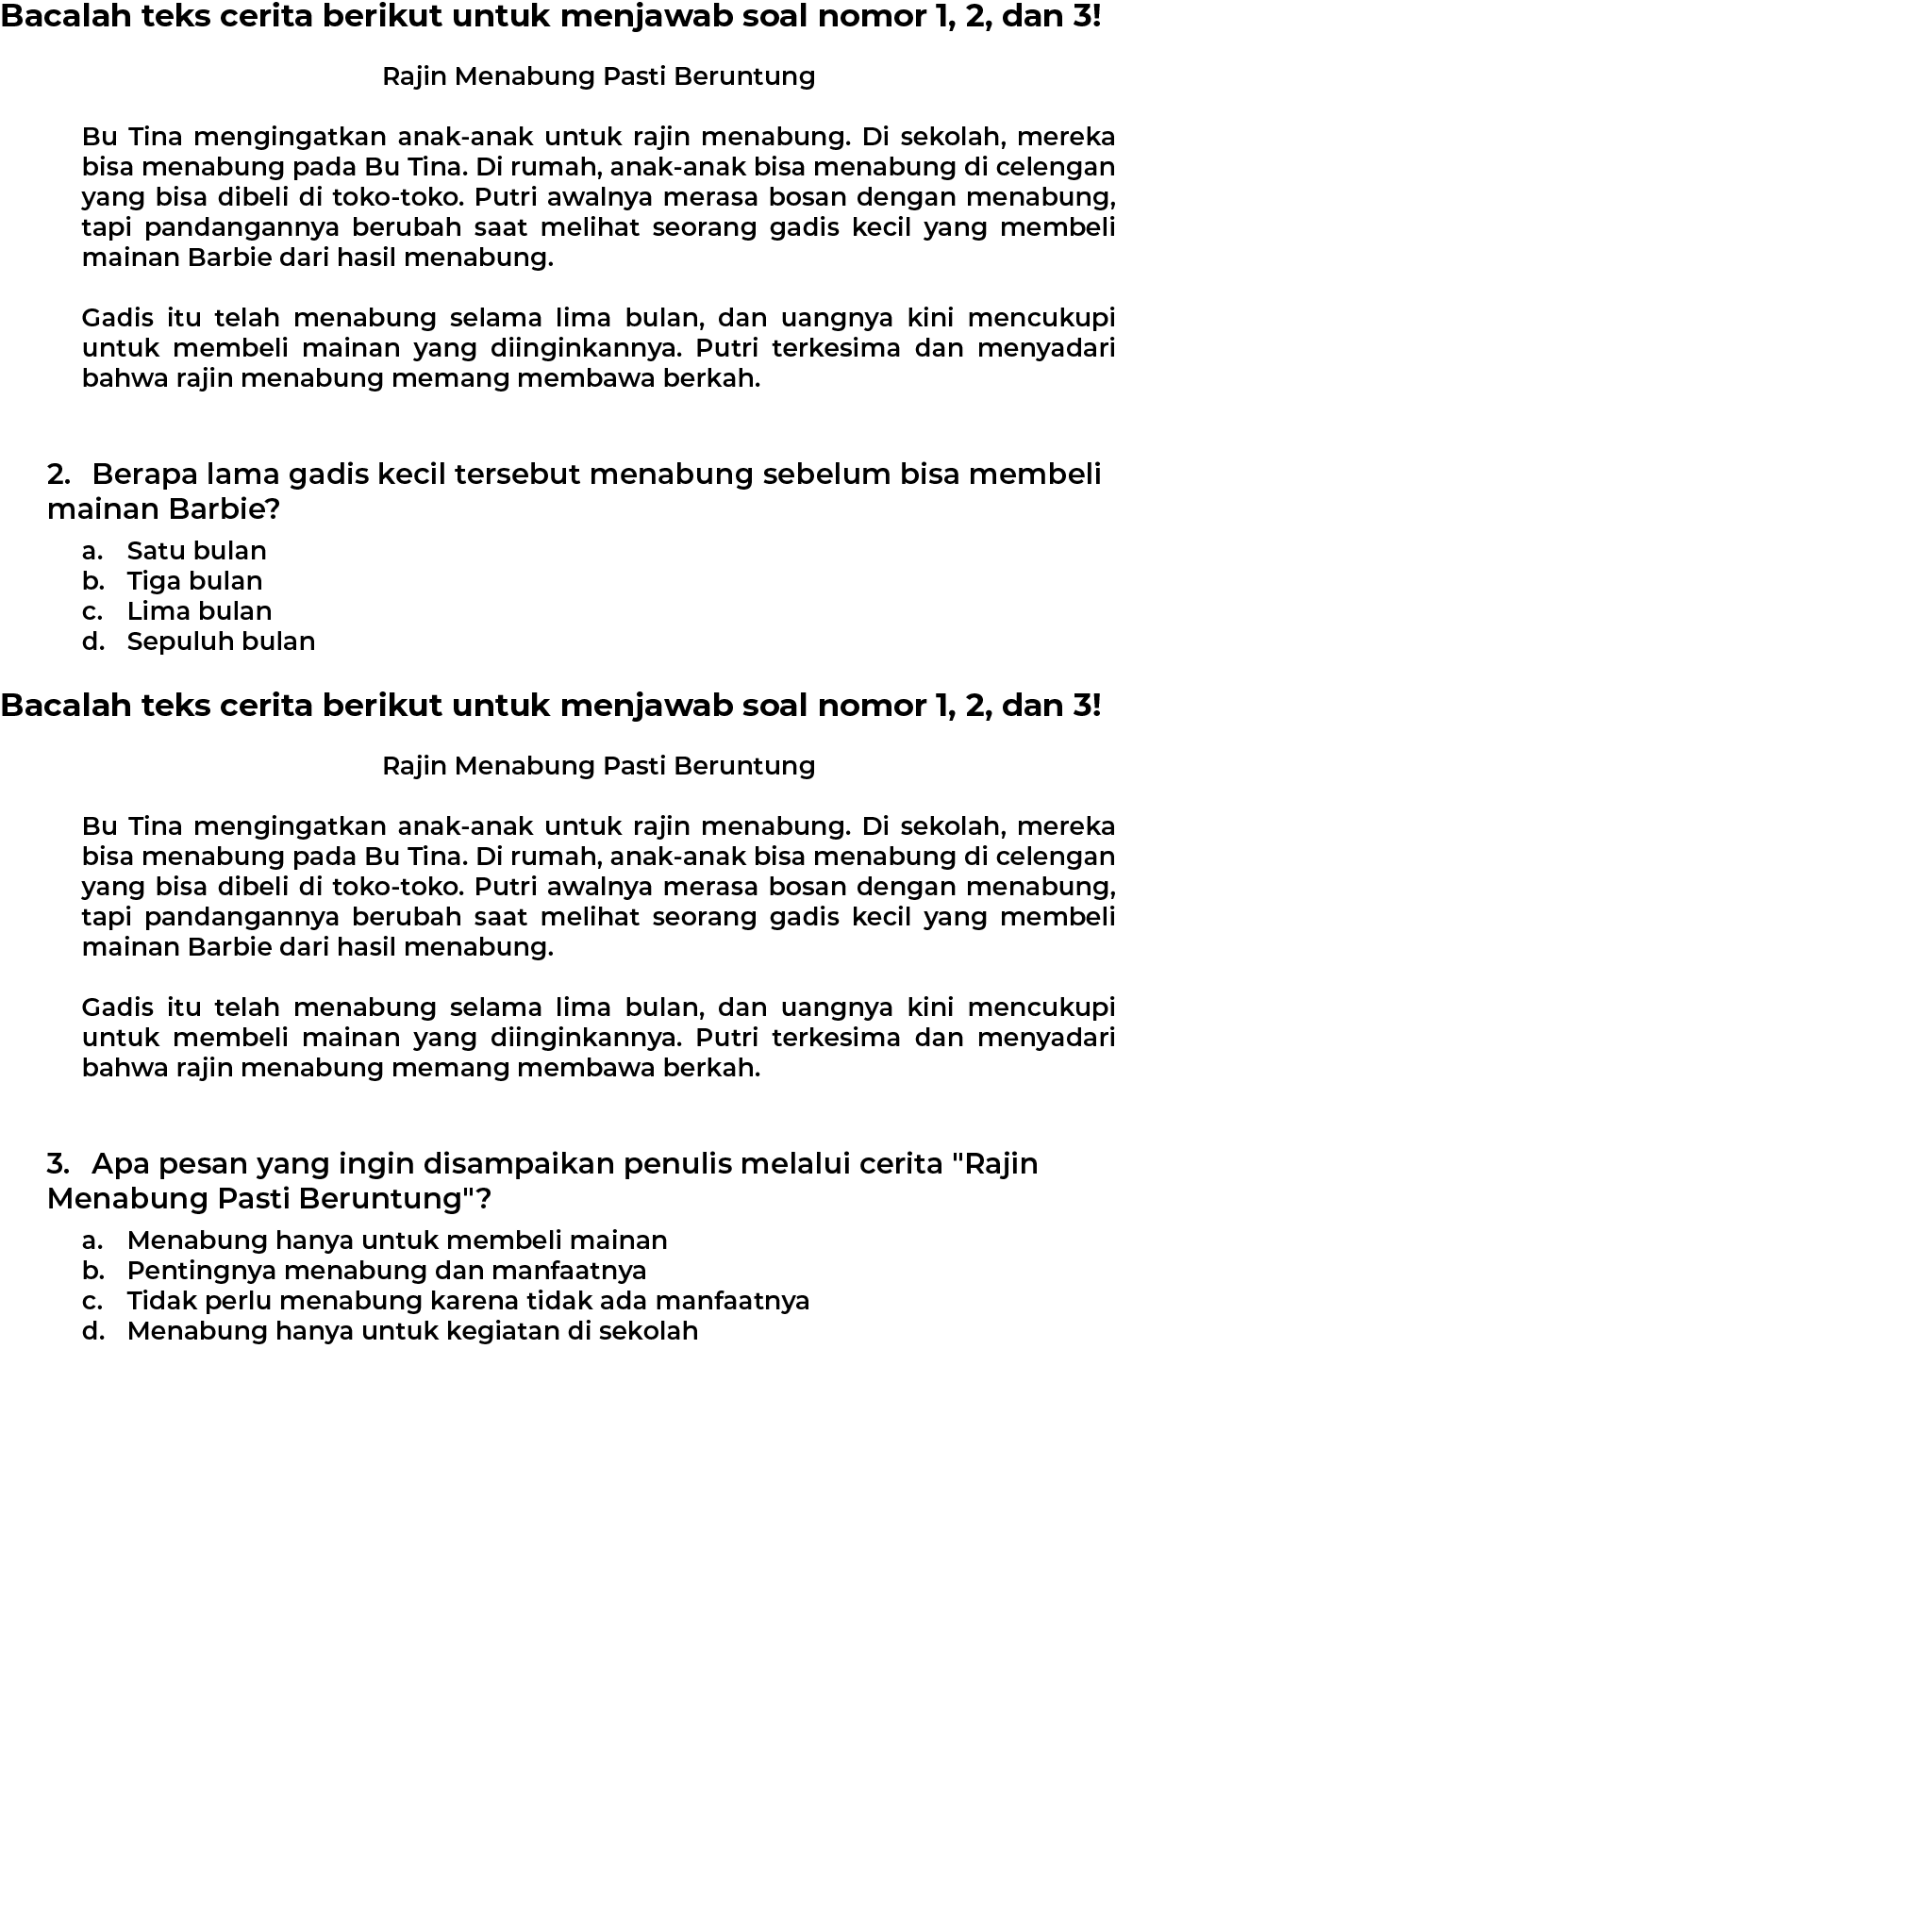 Bacalah teks cerita berikut untuk menjawab soal nomor 1, 2, dan 3!
Rajin Menabung Pasti Beruntung
Bu Tina mengingatkan anak-anak untuk rajin menabung. Di sekolah, mereka
bisa menabung pada Bu Tina. Di rumah, anak-anak bisa menabung di celengan
yang bisa dibeli di toko-toko. Putri awalnya merasa bosan dengan menabung,
tapi pandangannya berubah saat melihat seorang gadis kecil yang membeli
mainan Barbie dari hasil menabung.
Gadis itu telah menabung selama lima bulan, dan uangnya kini mencukupi
untuk membeli mainan yang diinginkannya. Putri terkesima dan menyadari
bahwa rajin menabung memang membawa berkah.
2. Berapa lama gadis kecil tersebut menabung sebelum bisa membeli
mainan Barbie?
a. Satu bulan
b. Tiga bulan
c. Lima bulan
d. Sepuluh bulan
Bacalah teks cerita berikut untuk menjawab soal nomor 1, 2, dan 3!
Rajin Menabung Pasti Beruntung
Bu Tina mengingatkan anak-anak untuk rajin menabung. Di sekolah, mereka
bisa menabung pada Bu Tina. Di rumah, anak-anak bisa menabung di celengan
yang bisa dibeli di toko-toko. Putri awalnya merasa bosan dengan menabung,
tapi pandangannya berubah saat melihat seorang gadis kecil yang membeli
mainan Barbie dari hasil menabung.
Gadis itu telah menabung selama lima bulan, dan uangnya kini mencukupi
untuk membeli mainan yang diinginkannya. Putri terkesima dan menyadari
bahwa rajin menabung memang membawa berkah.
3. Apa pesan yang ingin disampaikan penulis melalui cerita "Rajin
Menabung Pasti Beruntung"?
a. Menabung hanya untuk membeli mainan
b. Pentingnya menabung dan manfaatnya
c. Tidak perlu menabung karena tidak ada manfaatnya
d. Menabung hanya untuk kegiatan di sekolah